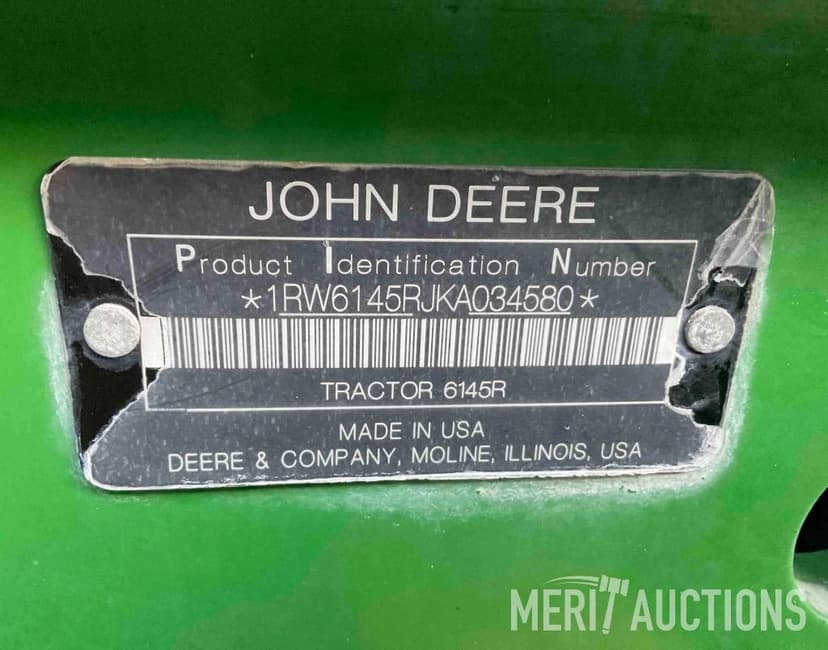 JOHN DEERE
Product Identification Number
*1RW6145RJKA034580*
TRACTOR 6145R
MADE IN USA
DEERE & COMPANY, MOLINE, ILLINOIS, USA
MERIT AUCTIONS